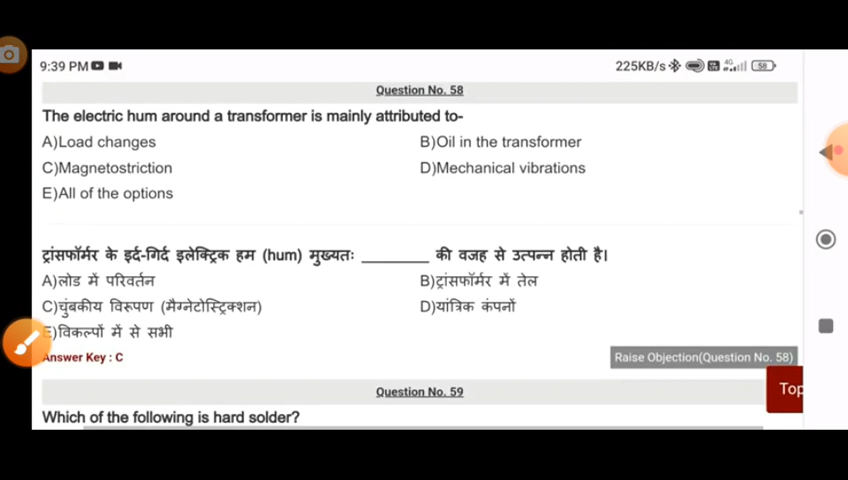 9:39 PM 225KB/s 4G 58
Question No. 58
The electric hum around a transformer is mainly attributed to-
A)Load changes B)Oil in the transformer
C)Magnetostriction D)Mechanical vibrations
E)All of the options
ट्रांसफॉर्मर के इर्द-गिर्द इलेक्ट्रिक हम (hum) मुख्यतः ________ की वजह से उत्पन्न होती है।
A)लोड में परिवर्तन B)ट्रांसफॉर्मर में तेल
C)चुंबकीय विरूपण (मैग्नेटोस्ट्रिक्शन) D)यांत्रिक कंपनों
E)विकल्पों में से सभी
Answer Key : C Raise Objection(Question No. 58)
Question No. 59
Top
Which of the following is hard solder?